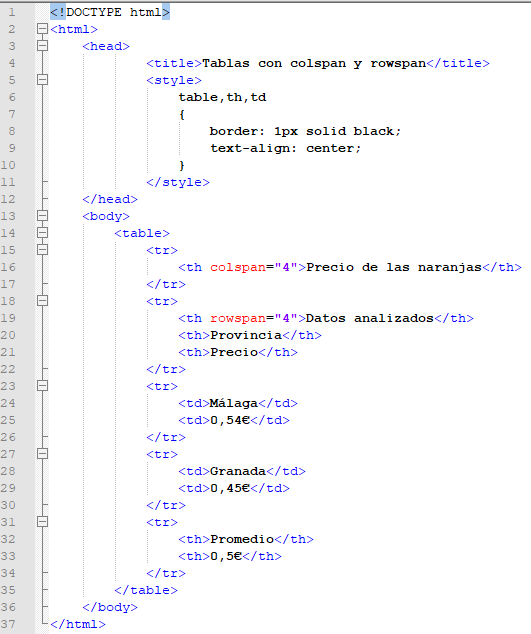 1 <!DOCTYPE html>
2 <html>
3 <head>
4 <title>Tablas con colspan y rowspan</title>
5 <style>
6 table,th,td
7 {
8 border: 1px solid black;
9 text-align: center;
10 }
11 </style>
12 </head>
13 <body>
14 <table>
15 <tr>
16 <th colspan="4">Precio de las naranjas</th>
17 </tr>
18 <tr>
19 <th rowspan="4">Datos analizados</th>
20 <th>Provincia</th>
21 <th>Precio</th>
22 </tr>
23 <tr>
24 <td>Málaga</td>
25 <td>0,54€</td>
26 </tr>
27 <tr>
28 <td>Granada</td>
29 <td>0,45€</td>
30 </tr>
31 <tr>
32 <th>Promedio</th>
33 <th>0,5€</th>
34 </tr>
35 </table>
36 </body>
37 </html>